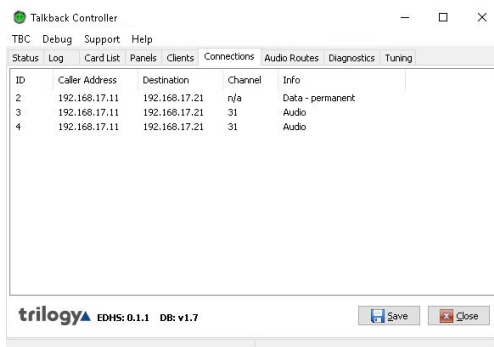 Talkback Controller
TBC Debug Support Help
Status Log Card List Panels Clients Connections Audio Routes Diagnostics Tuning
ID Caller Address Destination Channel Info
2 192.168.17.11 192.168.17.21 n/a Data - permanent
3 192.168.17.11 192.168.17.21 31 Audio
4 192.168.17.11 192.168.17.21 31 Audio
trilogy EDHS: 0.1.1 DB: v1.7 Save Close